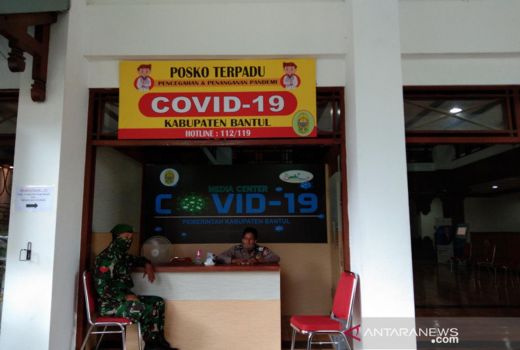 POSKO TERPADU
PENCEGAHAN & PENANGANAN PANDEMI
COVID-19
KABUPATEN BANTUL
HOTLINE : 112/119
MEDIA CENTER
COVID-19
PEMERINTAH KABUPATEN BANTUL
ANTARANEWS
.com